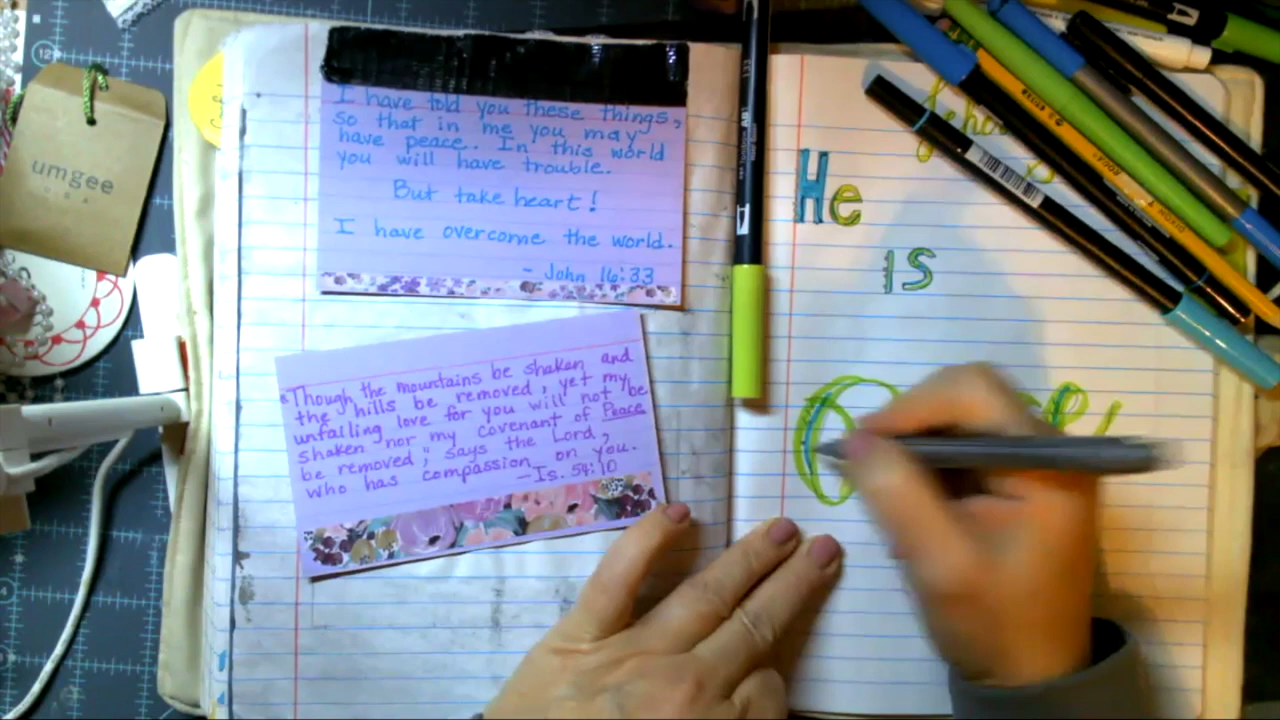 umgee
USA
I have told you these things,
so that in me you may
have peace. In this world
you will have trouble.
But take heart!
I have overcome the world.
- John 16:33
"Though the mountains be shaken and
the hills be removed, yet my
unfailing love for you will not be
shaken nor my covenant of Peace
be removed," says the Lord,
who has compassion on you.
- Is. 54:10
He
is